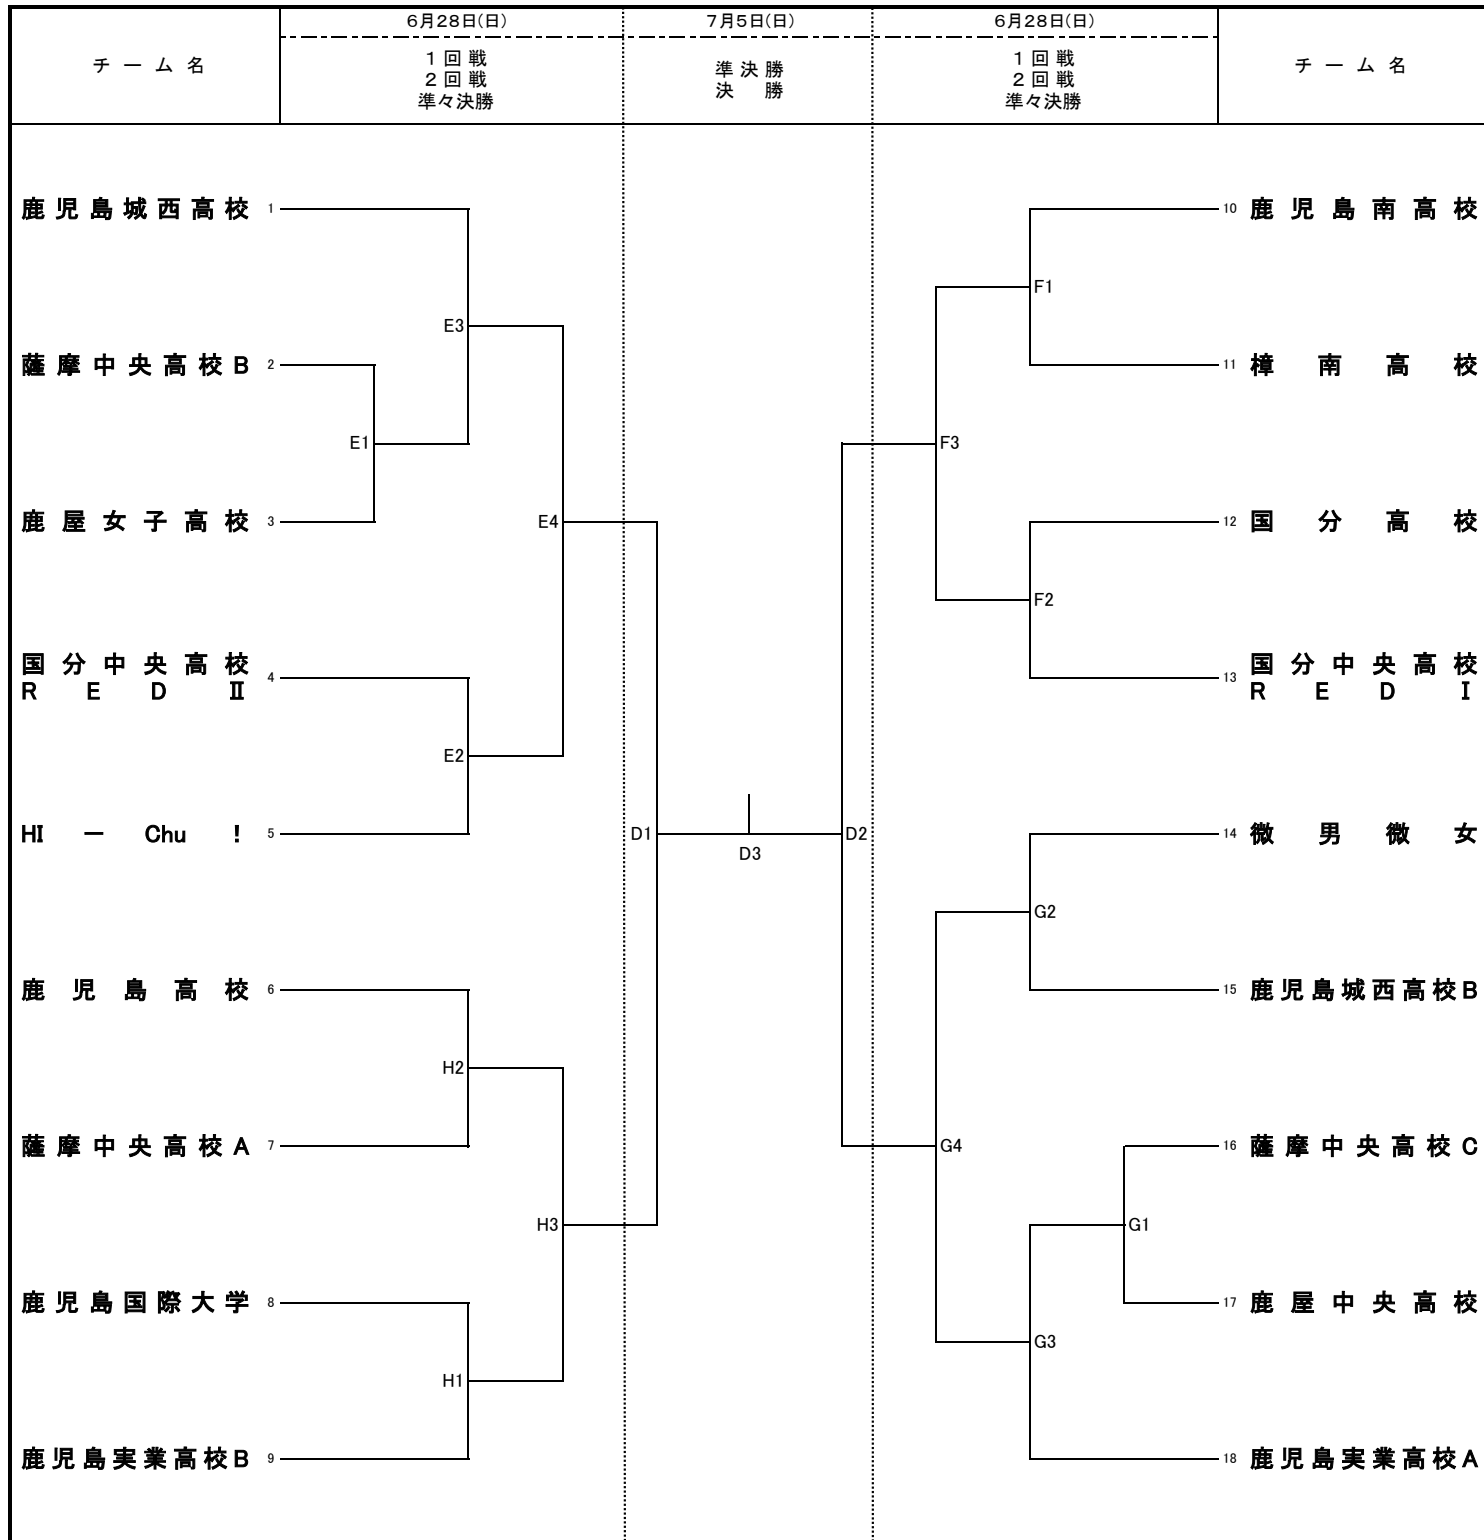 チーム名
6月28日(日)
1回戦
2回戦
準々決勝
7月5日(日)
準決勝
決勝
6月28日(日)
1回戦
2回戦
準々決勝
チーム名
鹿児島城西高校 1
10 鹿児島南高校
F1
E3
薩摩中央高校B 2
11 樟南高校
E1
F3
鹿屋女子高校 3
E4
12 国分高校
F2
国分中央高校
RED Ⅱ
4
13
国分中央高校
RED I
E2
HI ー Chu ! 5
D1
D3
D2
14 微男微女
G2
鹿児島高校 6
15 鹿児島城西高校B
H2
薩摩中央高校A 7
G4
16 薩摩中央高校C
H3
G1
鹿児島国際大学 8
17 鹿屋中央高校
G3
H1
鹿児島実業高校B 9
18 鹿児島実業高校A